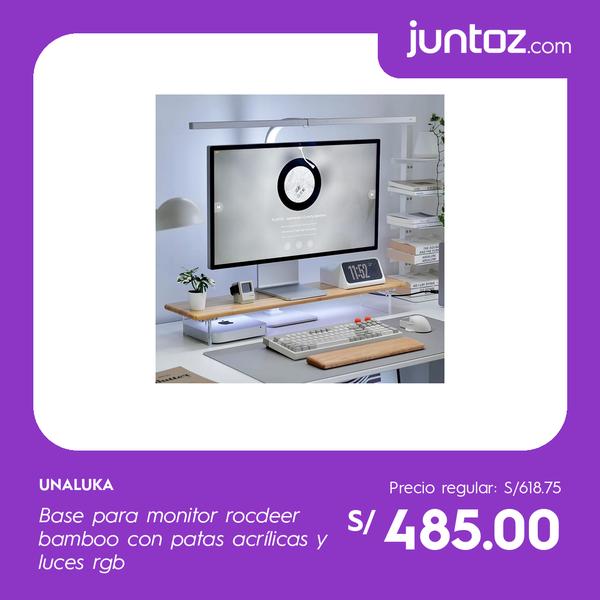 juntoz.com
11:52
UNALUKA
Precio regular: S/618.75
Base para monitor rocdeer
bamboo con patas acrílicas y
luces rgb
S/ 485.00